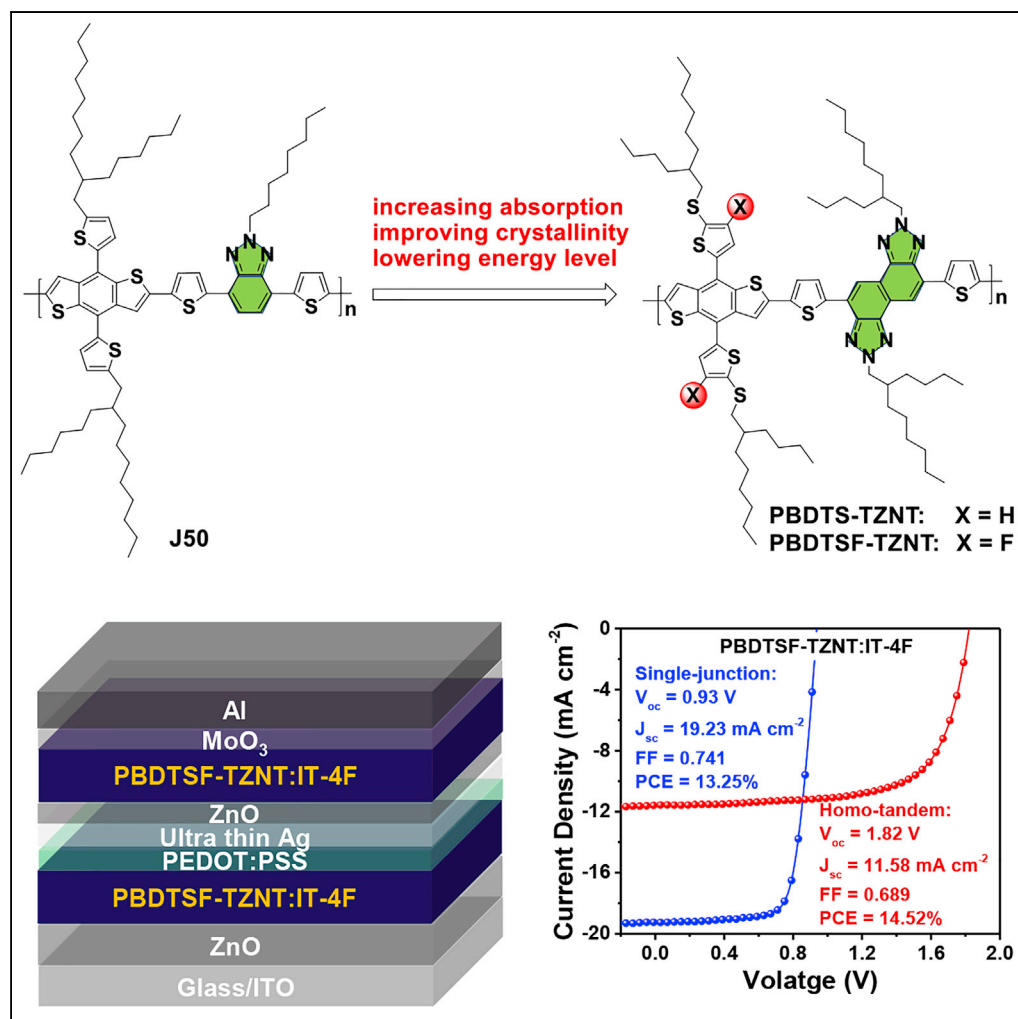 S
N
N
N
S
S
S
S
S
S
n
J50
increasing absorption
improving crystallinity
lowering energy level
S
X
S
N
N
N
S
S
S
S
n
N
N
N
S
X
S
PBDTS-TZNT: X = H
PBDTSF-TZNT: X = F
Al
MoO₃
PBDTSF-TZNT:IT-4F
ZnO
Ultra thin Ag
PEDOT:PSS
PBDTSF-TZNT:IT-4F
ZnO
Glass/ITO
Current Density (mA cm⁻²)
0
-4
-8
-12
-16
-20
PBDTSF-TZNT:IT-4F
Single-junction:
Voc = 0.93 V
Jsc = 19.23 mA cm⁻²
FF = 0.741
PCE = 13.25%
Homo-tandem:
Voc = 1.82 V
Jsc = 11.58 mA cm⁻²
FF = 0.689
PCE = 14.52%
0.0 0.4 0.8 1.2 1.6 2.0
Volatge (V)